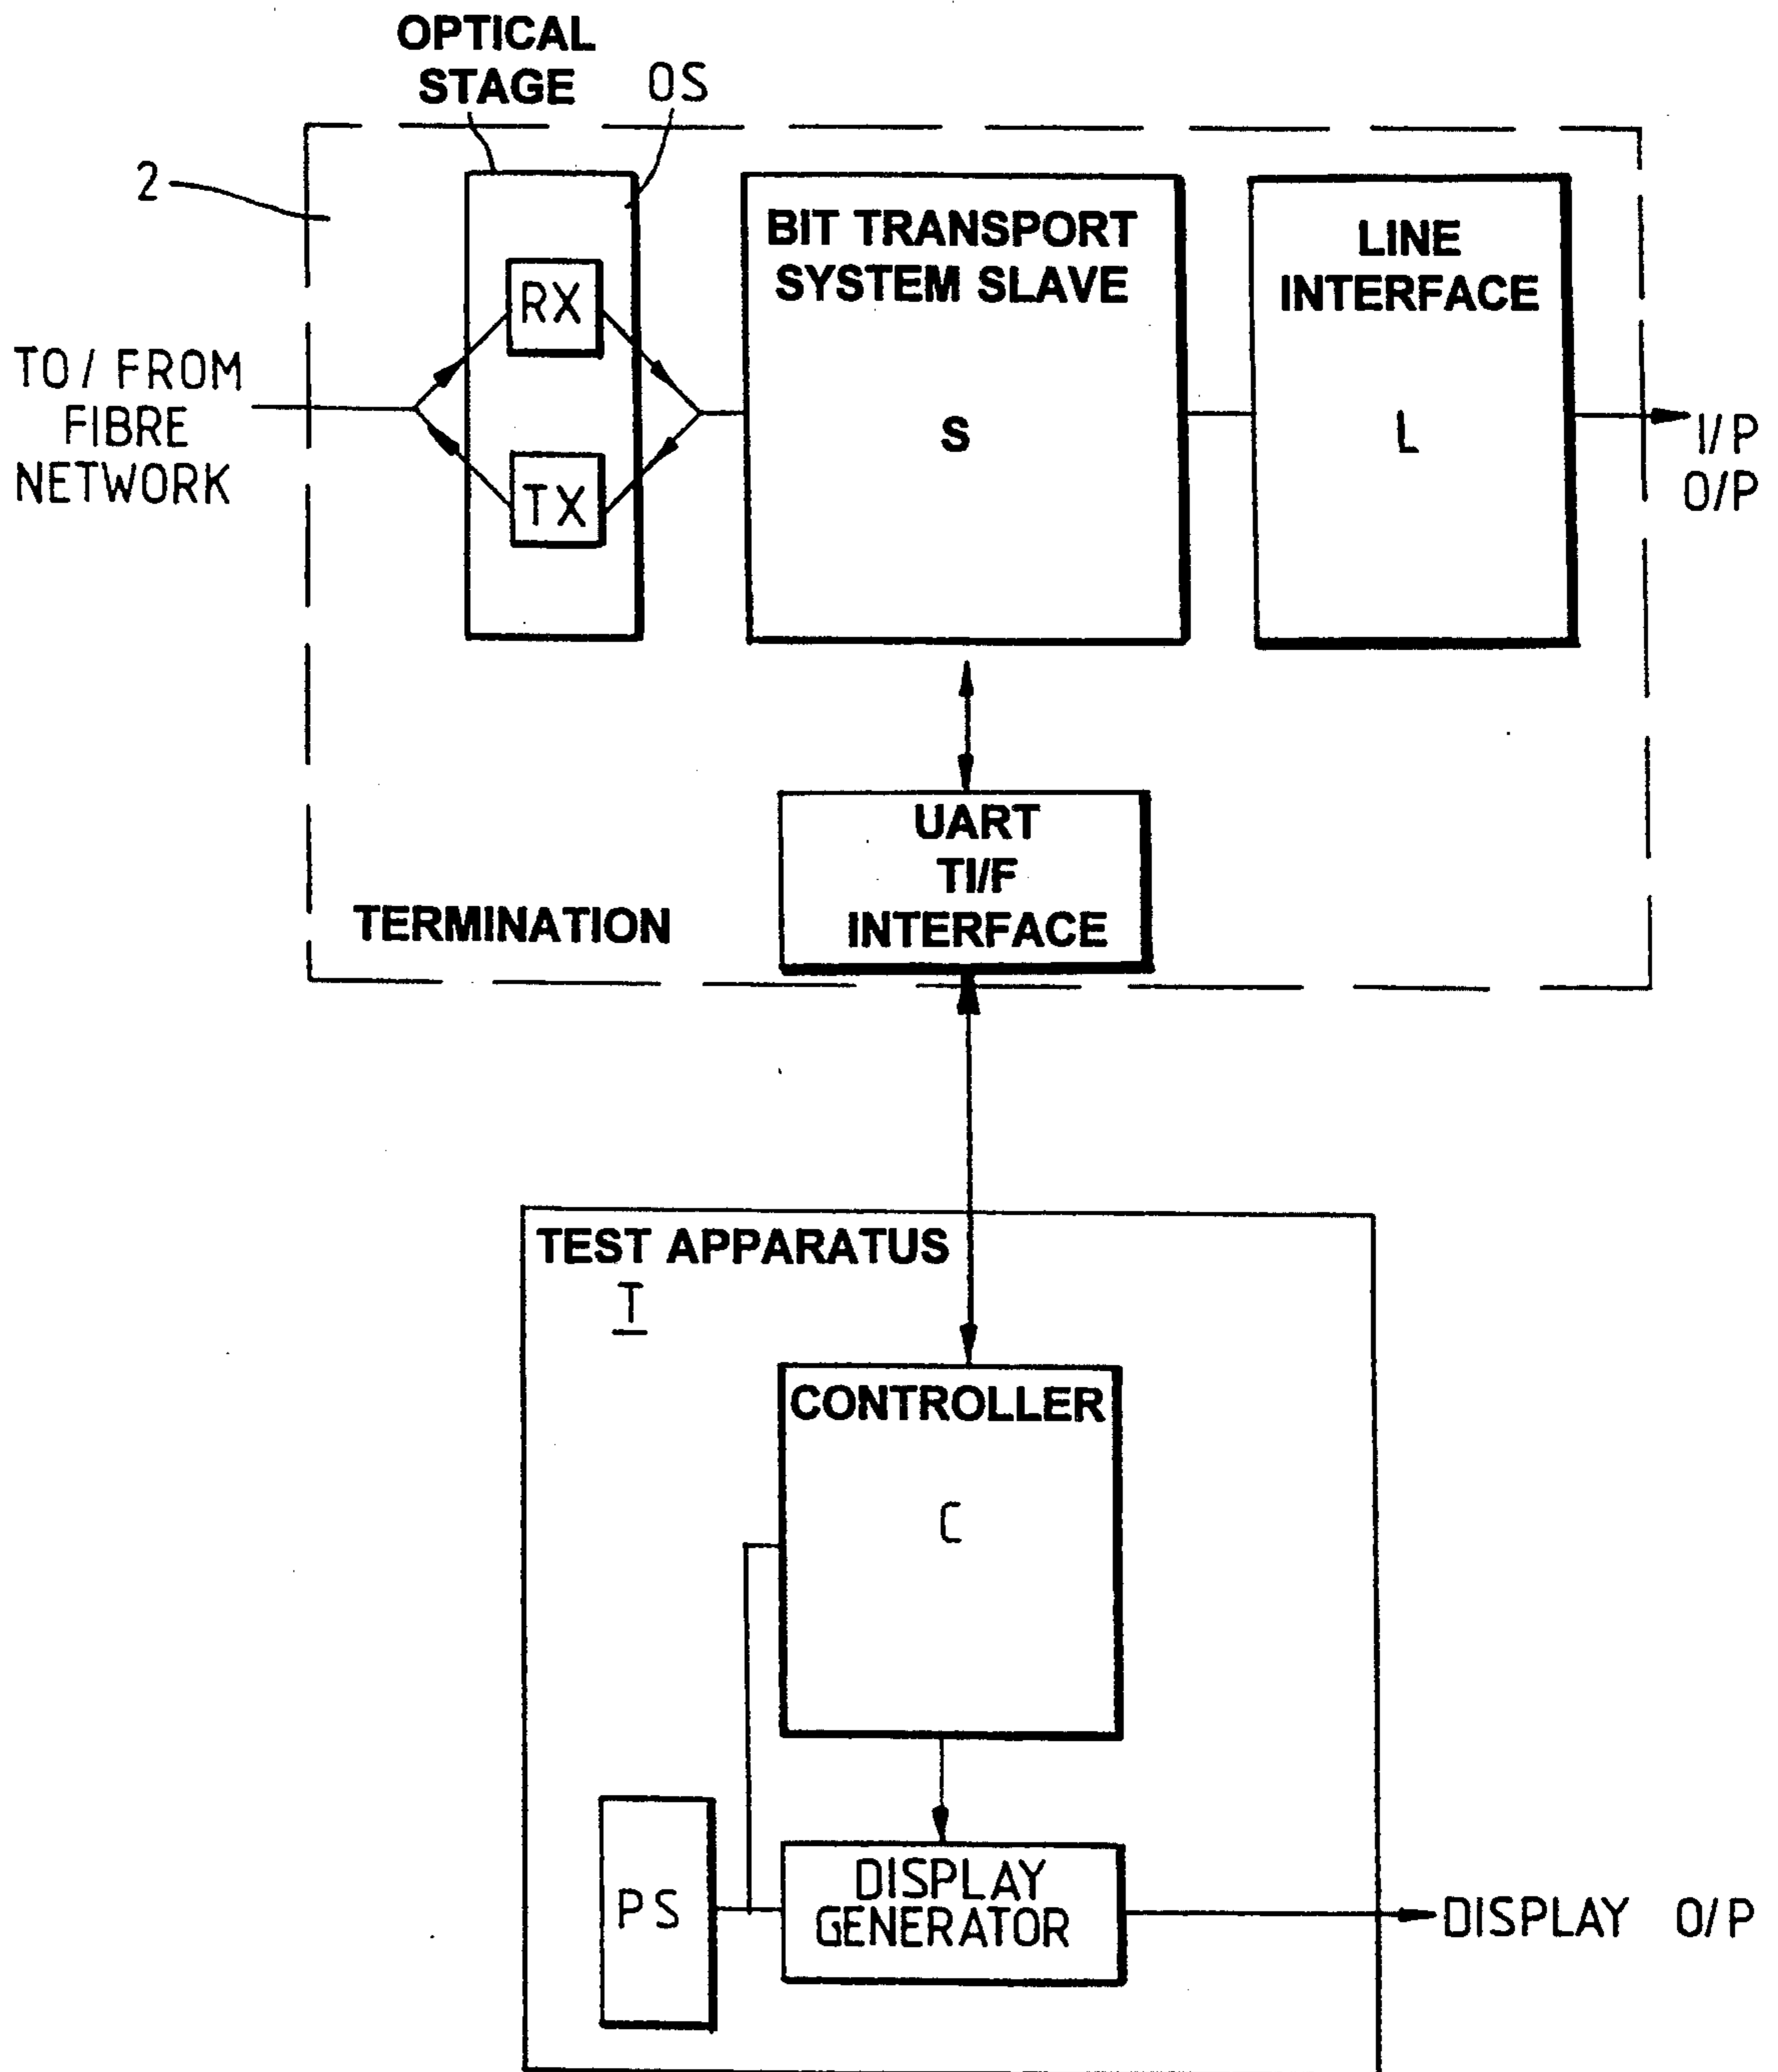 OPTICAL
STAGE
OS
2
RX
TX
TO / FROM
FIBRE
NETWORK
BIT TRANSPORT
SYSTEM SLAVE
S
LINE
INTERFACE
L
I/P
O/P
UART
TI/F
INTERFACE
TERMINATION
TEST APPARATUS
T
CONTROLLER
C
PS
DISPLAY
GENERATOR
DISPLAY O/P